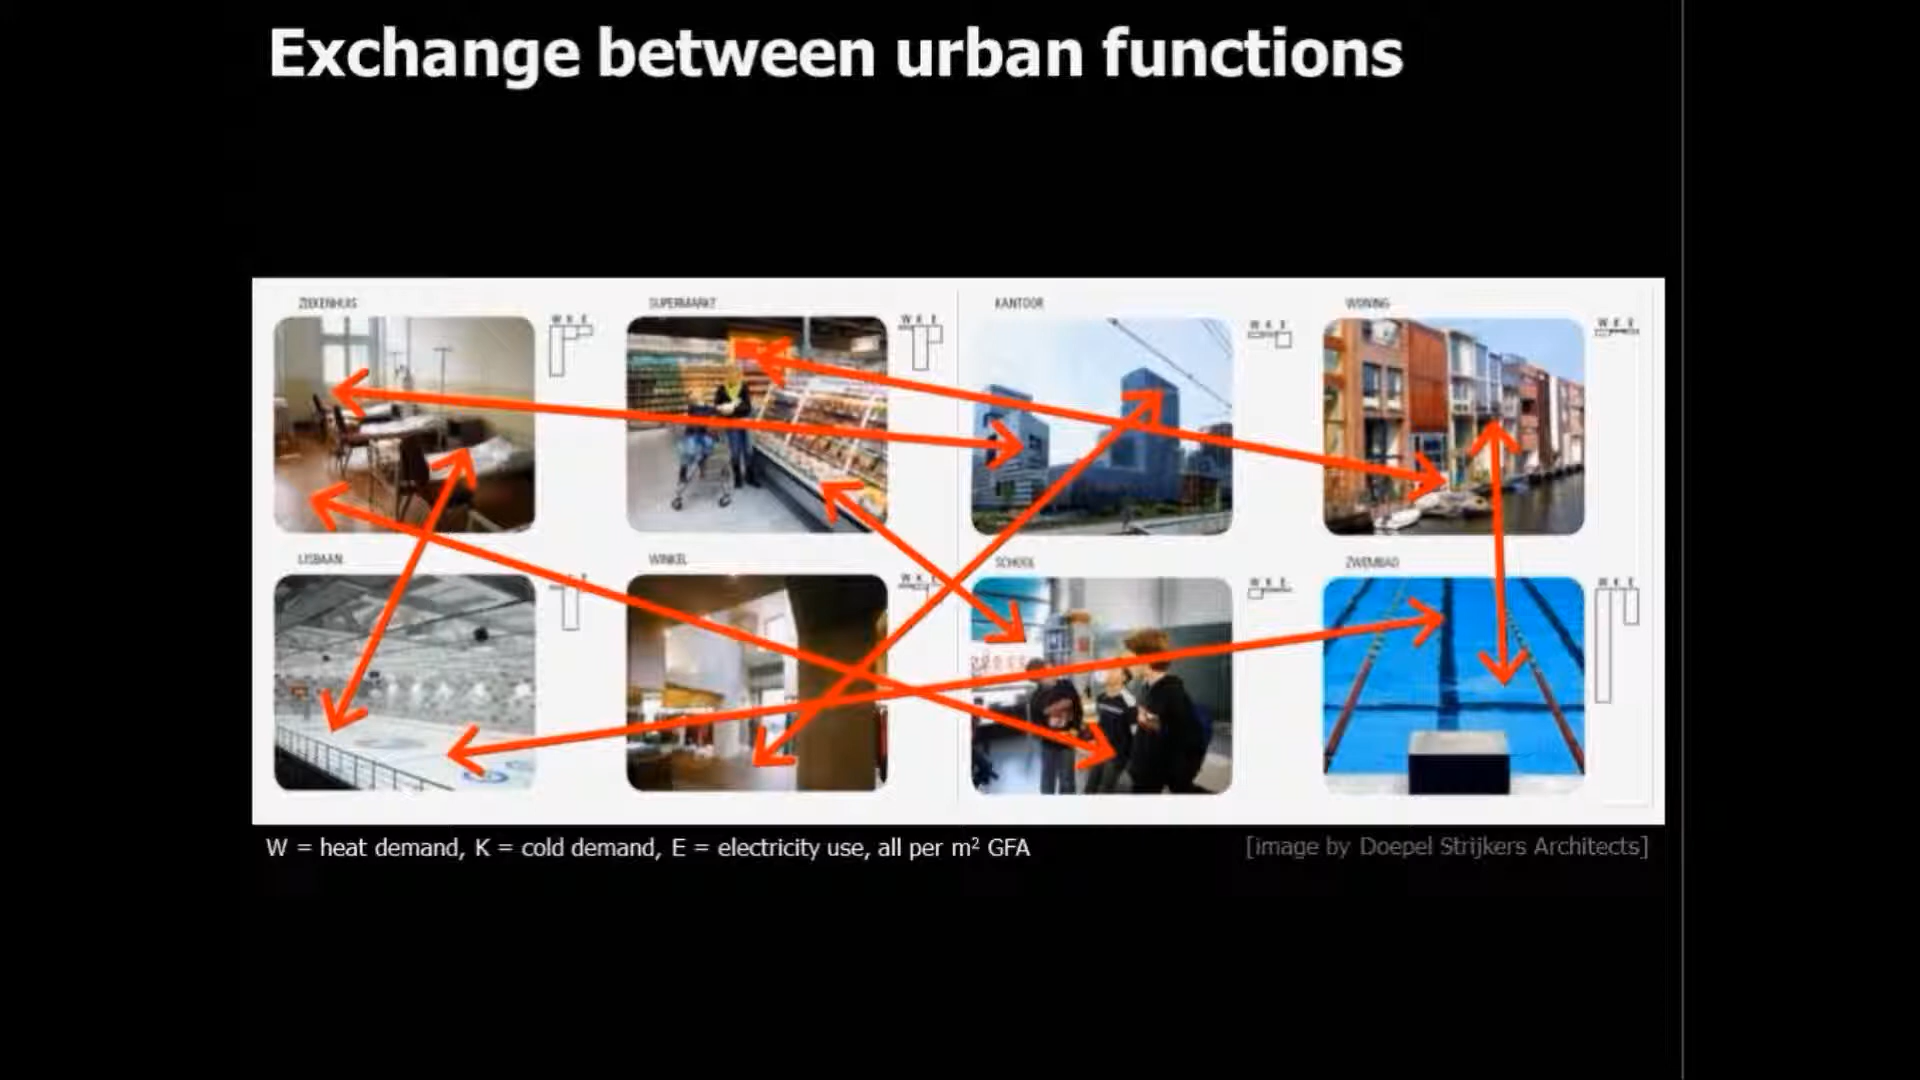 Exchange between urban functions
ZIEKENHUIS
SUPERMARKT
KANTOOR
WONING
W K E
W K E
W K E
W K E
IJSBAAN
WINKEL
SCHOOL
ZWEMBAD
W K E
W K E
W K E
W = heat demand, K = cold demand, E = electricity use, all per m² GFA
[image by Doepel Strijkers Architects]